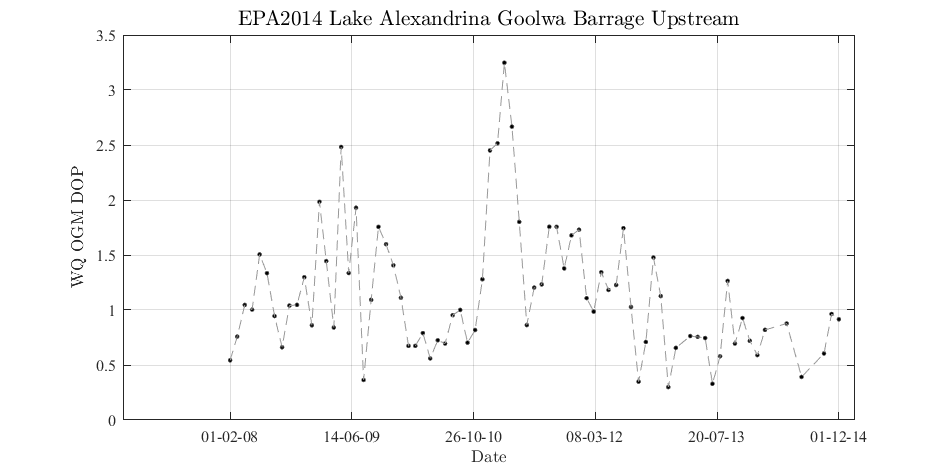 EPA2014 Lake Alexandrina Goolwa Barrage Upstream
3.5
3
2.5
2
1.5
1
0.5
0
WQ OGM DOP
01-02-08 14-06-09 26-10-10 08-03-12 20-07-13 01-12-14
Date